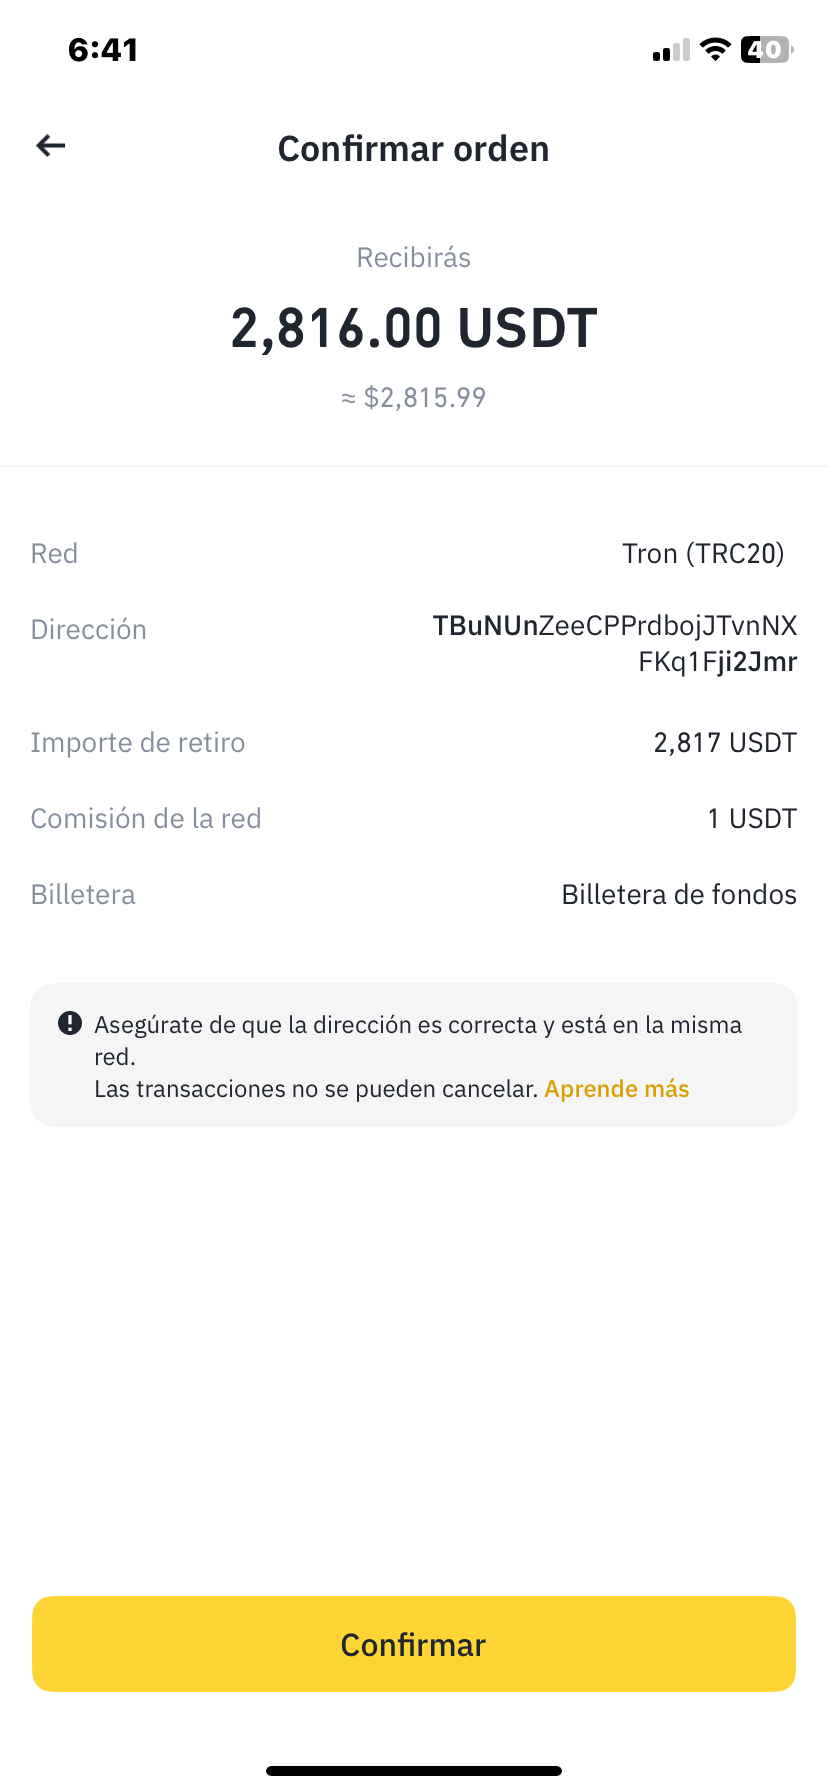 6:41
40
Confirmar orden
Recibirás
2,816.00 USDT
≈ $2,815.99
Red
Tron (TRC20)
Dirección
TBuNUnZeeCPPrdbojJTvnNX
FKq1Fji2Jmr
Importe de retiro
2,817 USDT
Comisión de la red
1 USDT
Billetera
Billetera de fondos
Asegúrate de que la dirección es correcta y está en la misma
red.
Las transacciones no se pueden cancelar. Aprende más
Confirmar